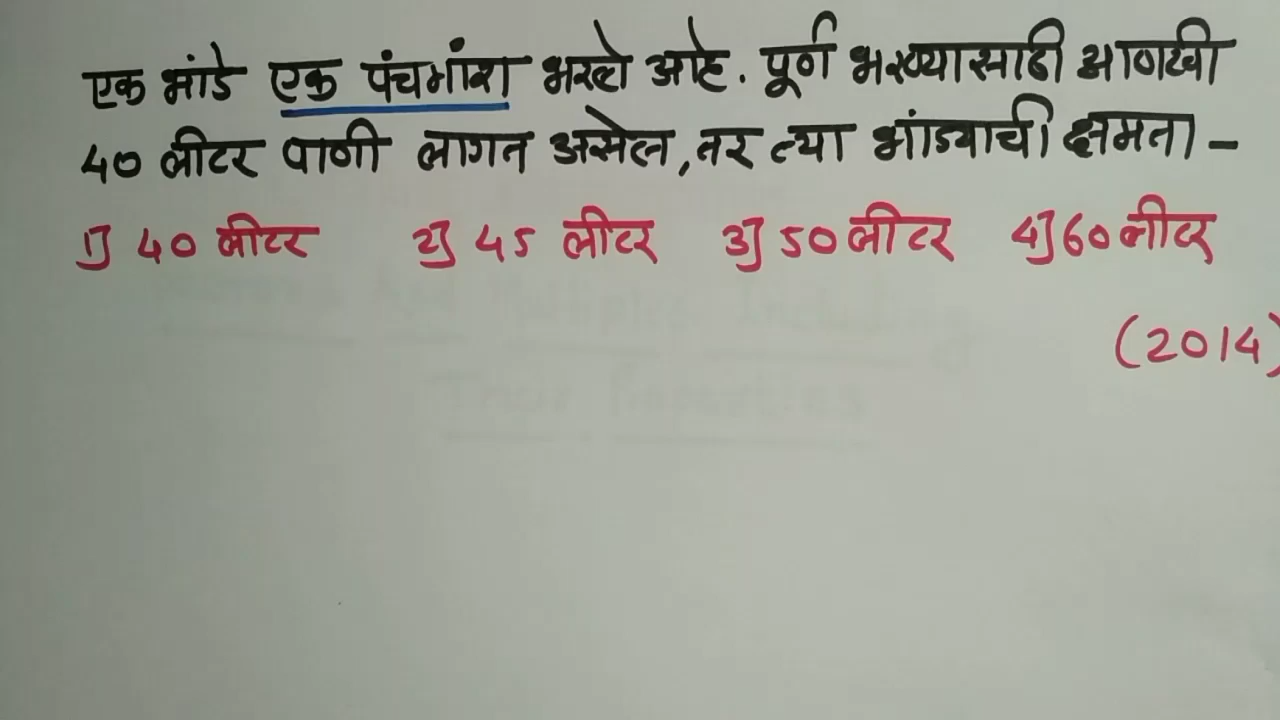 एक भांडे एक पंचमांश भरले आहे. पूर्ण भरण्यासाठी आणखी
40 लीटर पाणी लागत असेल, तर त्या भांड्याची क्षमता -
1] 40 लीटर 2] 45 लीटर 3] 50 लीटर 4] 60 लीटर
(2014)